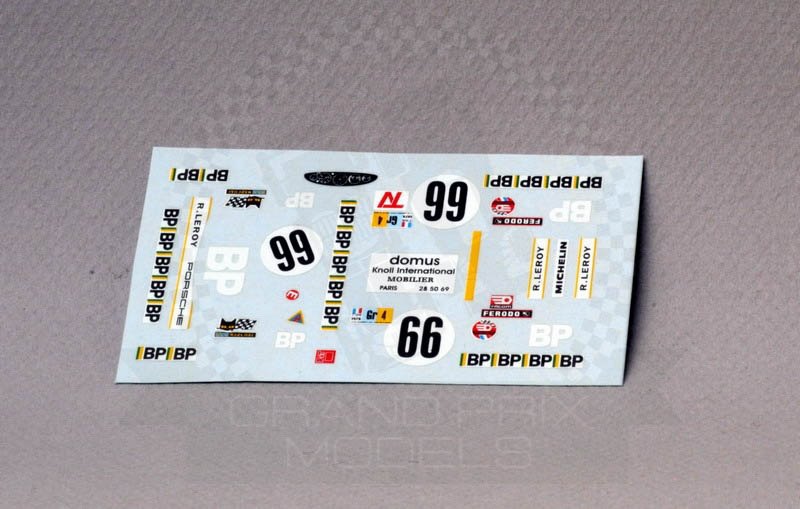 BP BP
BP BP BP BP
R. LEROY PORSCHE
BP BP BP BP
BP
BP
99
BP BP BP BP
99
Gr 4
FERODO
BP
domus
Knoll International
MOBILIER
PARIS 28 50 69
R. LEROY
MICHELIN
R. LEROY
Gr 4
66
FERODO
BP
BP
BP BP
BP BP BP BP
GRAND PRIX
MODELS